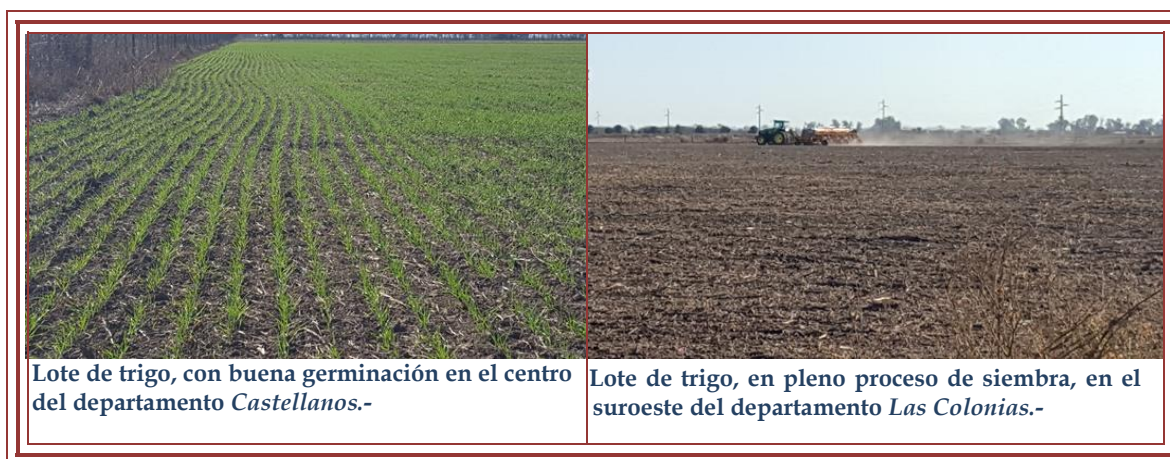 Lote de trigo, con buena germinación en el centro
del departamento Castellanos.-
Lote de trigo, en pleno proceso de siembra, en el
suroeste del departamento Las Colonias.-